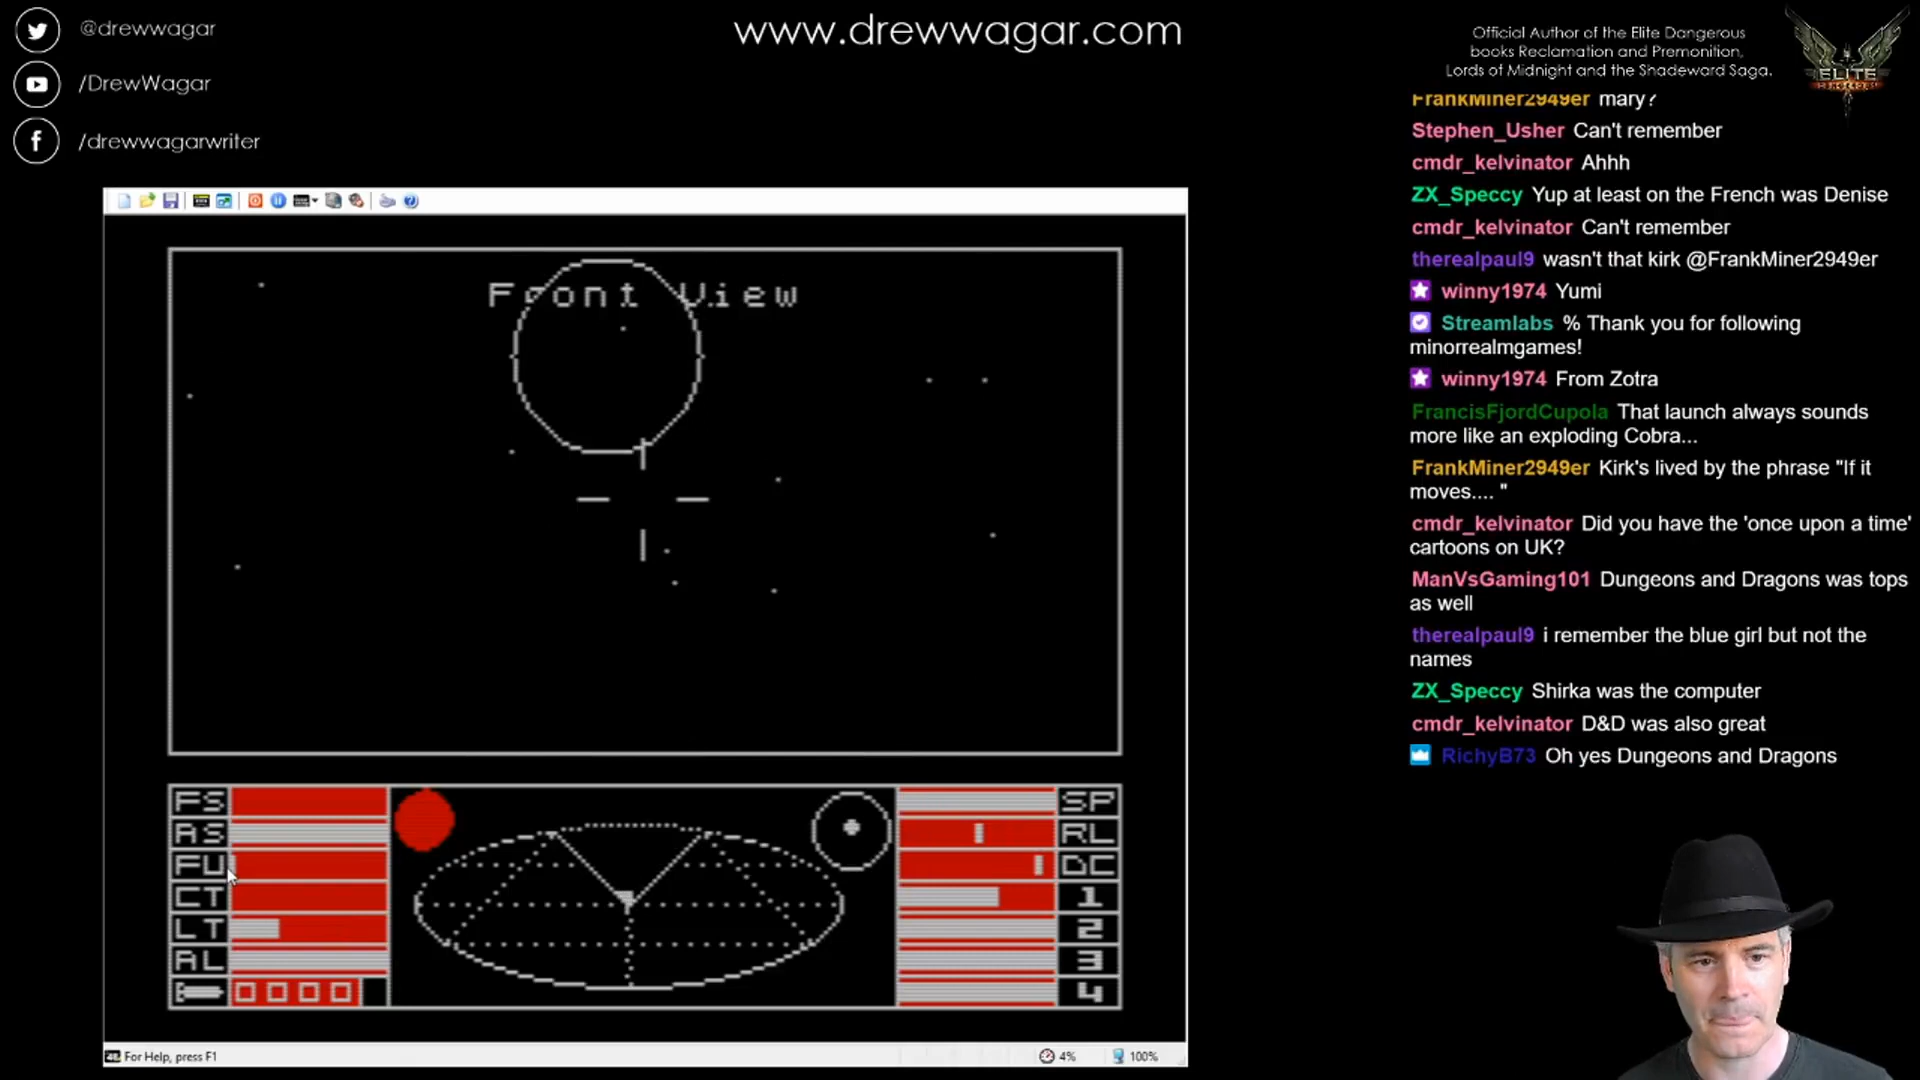 @drewwagar
/DrewWagar
/drewwagarwriter
www.drewwagar.com
Official Author of the Elite Dangerous
books Reclamation and Premonition,
Lords of Midnight and the Shadeward Saga.
ELITE
DANGEROUS
FrankMiner2949er mary?
Stephen_Usher Can't remember
cmdr_kelvinator Ahhh
ZX_Speccy Yup at least on the French was Denise
cmdr_kelvinator Can't remember
therealpaul9 wasn't that kirk @FrankMiner2949er
winny1974 Yumi
Streamlabs % Thank you for following
minorrealmgames!
winny1974 From Zotra
FrancisFjordCupola That launch always sounds
more like an exploding Cobra...
FrankMiner2949er Kirk's lived by the phrase "If it
moves.... "
cmdr_kelvinator Did you have the 'once upon a time'
cartoons on UK?
ManVsGaming101 Dungeons and Dragons was tops
as well
therealpaul9 i remember the blue girl but not the
names
ZX_Speccy Shirka was the computer
cmdr_kelvinator D&D was also great
RichyB73 Oh yes Dungeons and Dragons
Front View
FS
AS
FU
CT
LT
AL
SP
RL
DC
1
2
3
4
For Help, press F1
4%
100%